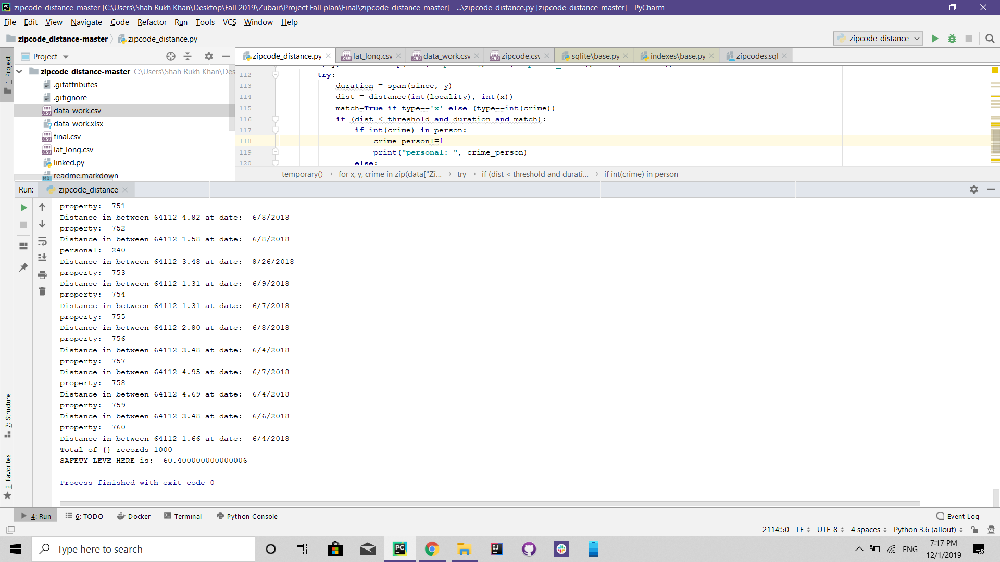 zipcode_distance-master [C:\Users\Shah Rukh Khan\Desktop\Fall 2019\Zubair\Project Fall plan\Final\zipcode_distance-master] - ...\zipcode_distance.py [zipcode_distance-master] - PyCharm
File Edit View Navigate Code Refactor Run Tools VCS Window Help
zipcode_distance-master zipcode_distance.py zipcode_distance
Project zipcode_distance.py lat_long.csv data_work.csv zipcode.csv sqlite\base.py indexes\base.py zipcodes.sql
1: Project
zipcode_distance-master C:\Users\Shah Rukh Khan\Des
.gitattributes
.gitignore
data_work.csv
data_work.xlsx
final.csv
lat_long.csv
linked.py
readme.markdown
112 try:
113 duration = span(since, y)
114 dist = distance(int(locality), int(x))
115 match=True if type=='x' else (type==int(crime))
116 if (dist < threshold and duration and match):
117 if int(crime) in person:
118 crime_person+=1
119 print("personal: ", crime_person)
120 else:
temporary() › for x, y, crime in zip(data["Zi... › try › if (dist < threshold and durati... › if int(crime) in person
Run: zipcode_distance
property:  751
Distance in between 64112 4.82 at date:  6/8/2018
property:  752
Distance in between 64112 1.58 at date:  6/8/2018
personal:  240
Distance in between 64112 3.48 at date:  8/26/2018
property:  753
Distance in between 64112 1.31 at date:  6/9/2018
property:  754
Distance in between 64112 1.31 at date:  6/7/2018
property:  755
Distance in between 64112 2.80 at date:  6/8/2018
property:  756
Distance in between 64112 3.48 at date:  6/4/2018
property:  757
Distance in between 64112 4.95 at date:  6/7/2018
property:  758
Distance in between 64112 4.69 at date:  6/4/2018
property:  759
Distance in between 64112 3.48 at date:  6/6/2018
property:  760
Distance in between 64112 1.66 at date:  6/4/2018
Total of {} records 1000
SAFETY LEVE HERE is:  60.400000000000006
Process finished with exit code 0
7: Structure
2: Favorites
4: Run 6: TODO Docker Terminal Python Console Event Log
2114:50 LF UTF-8 4 spaces Python 3.6 (allout)
Type here to search
ENG
7:17 PM
12/1/2019